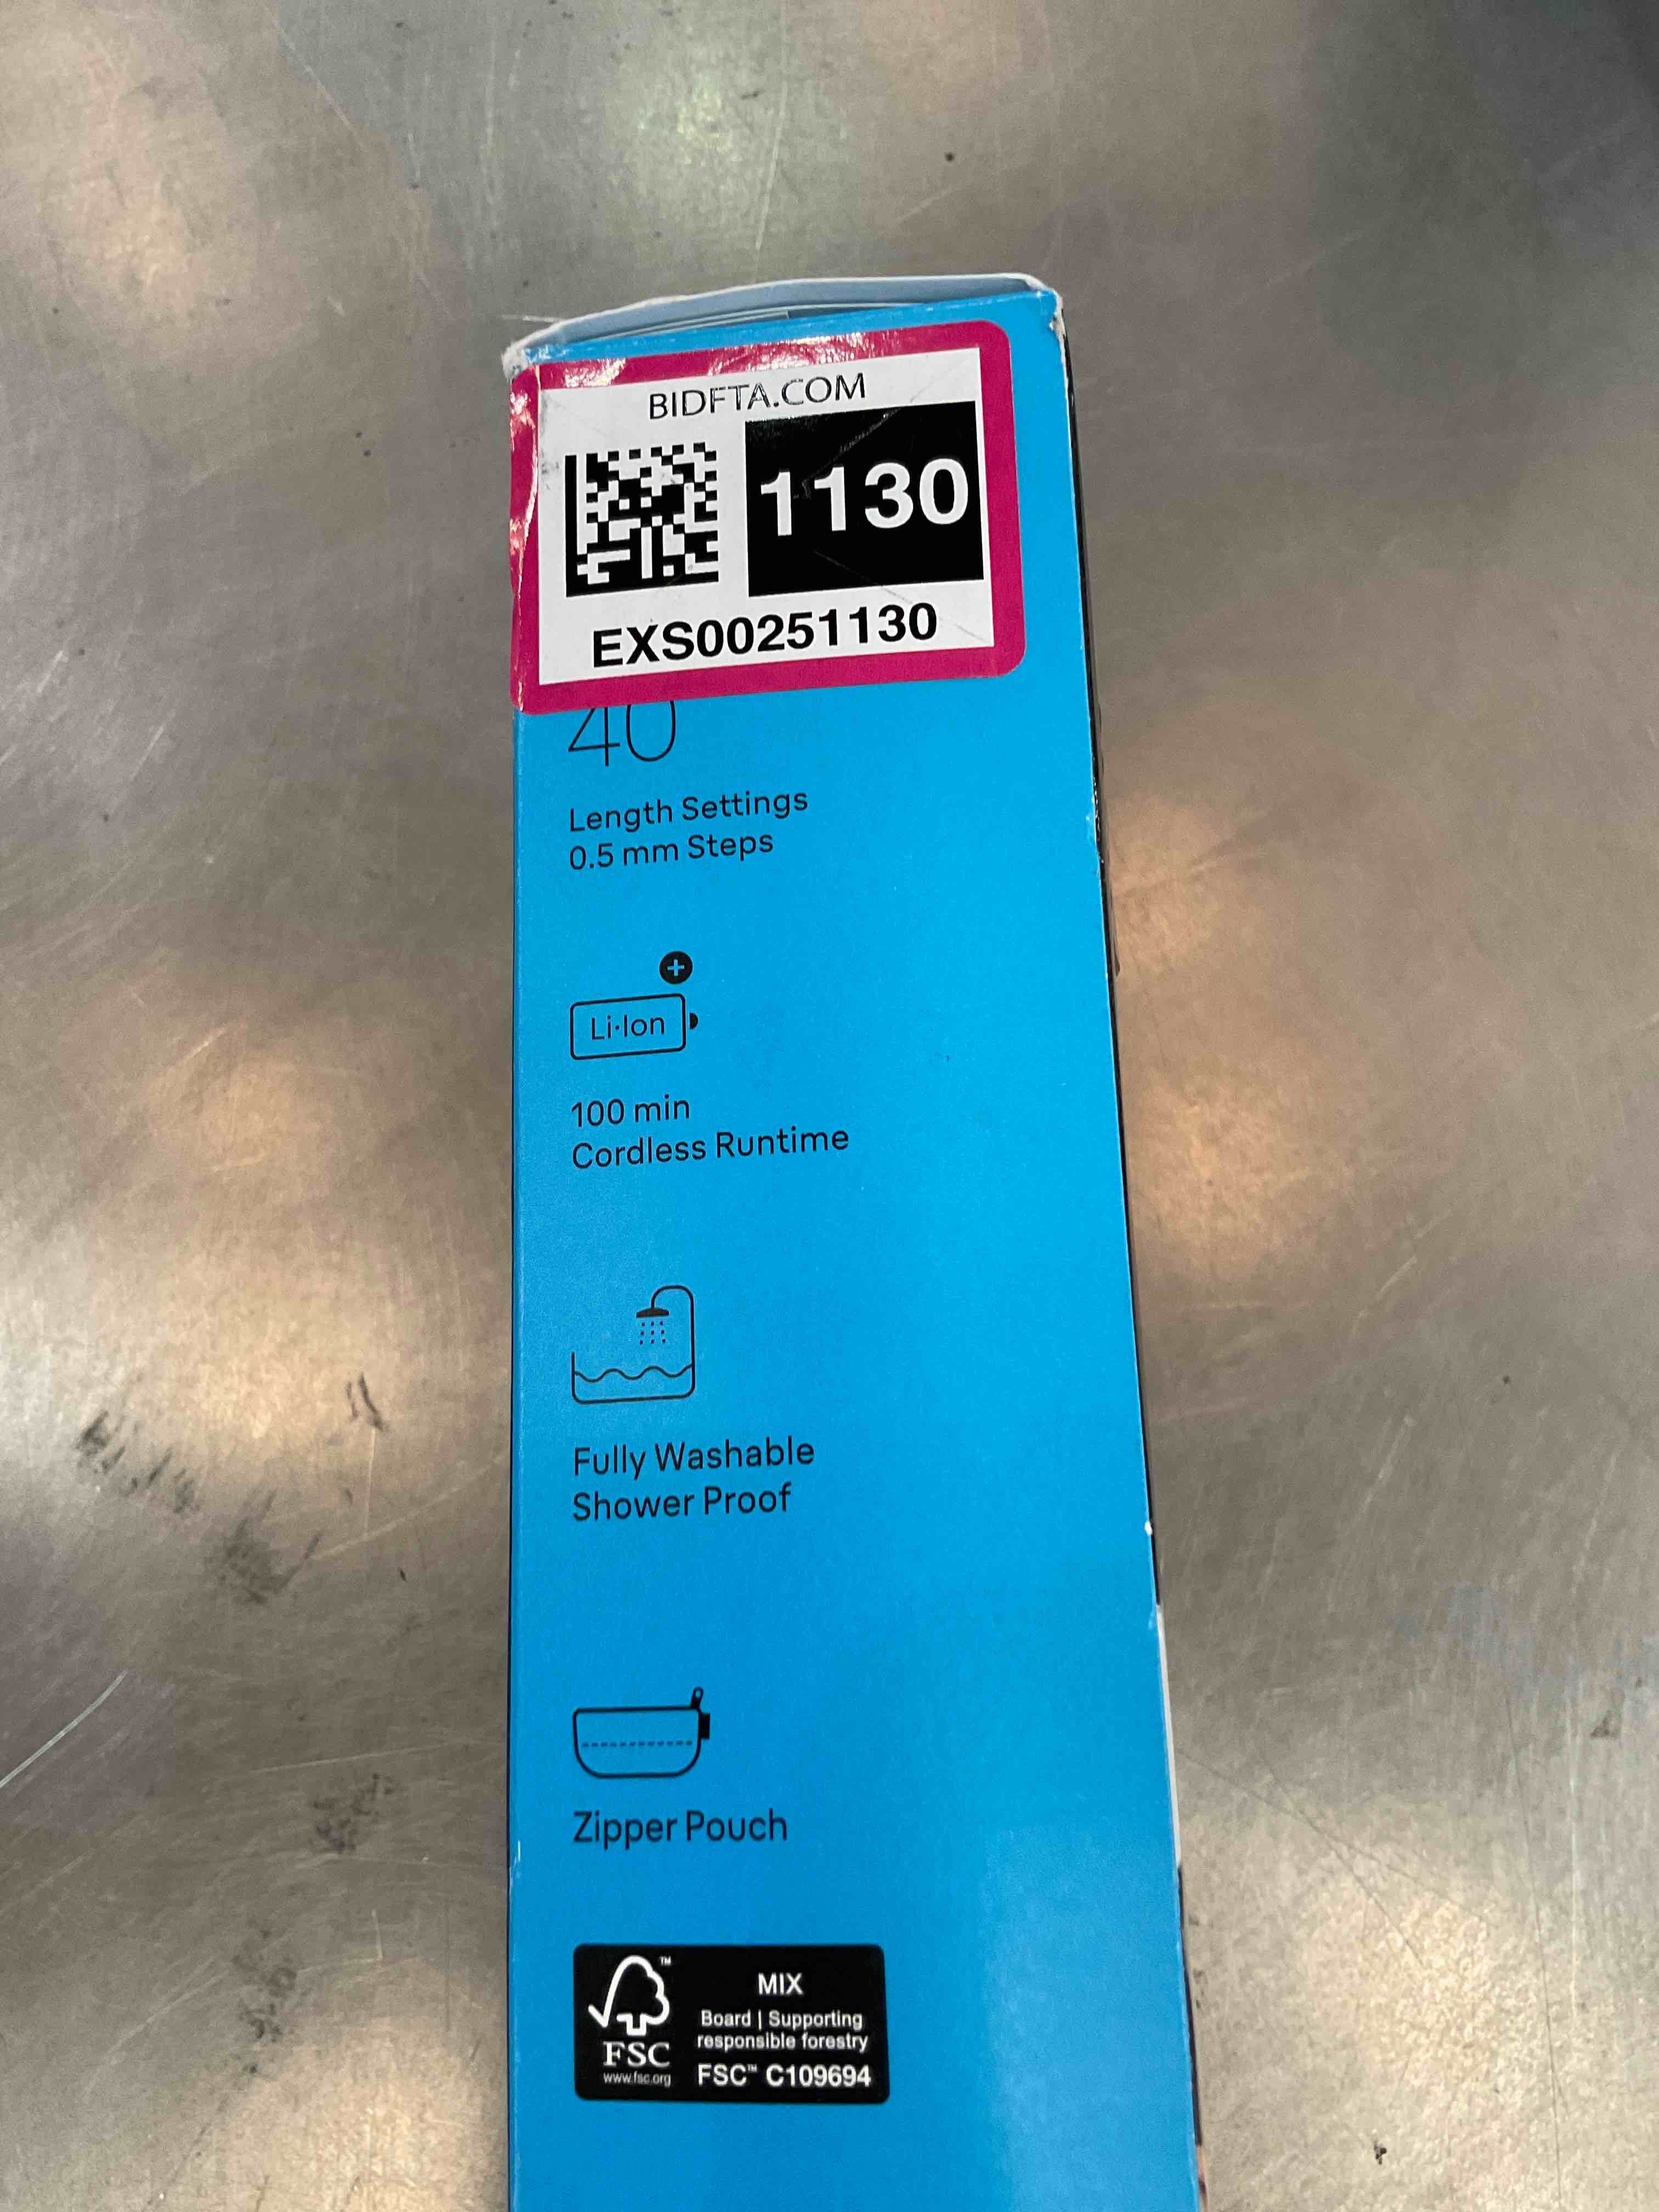 BIDFTA.COM
1130
EXS00251130
40
Length Settings
0.5 mm Steps
Li·Ion
100 min
Cordless Runtime
Fully Washable
Shower Proof
Zipper Pouch
MIX
Board | Supporting
responsible forestry
FSC™ C109694
™
FSC
www.fsc.org